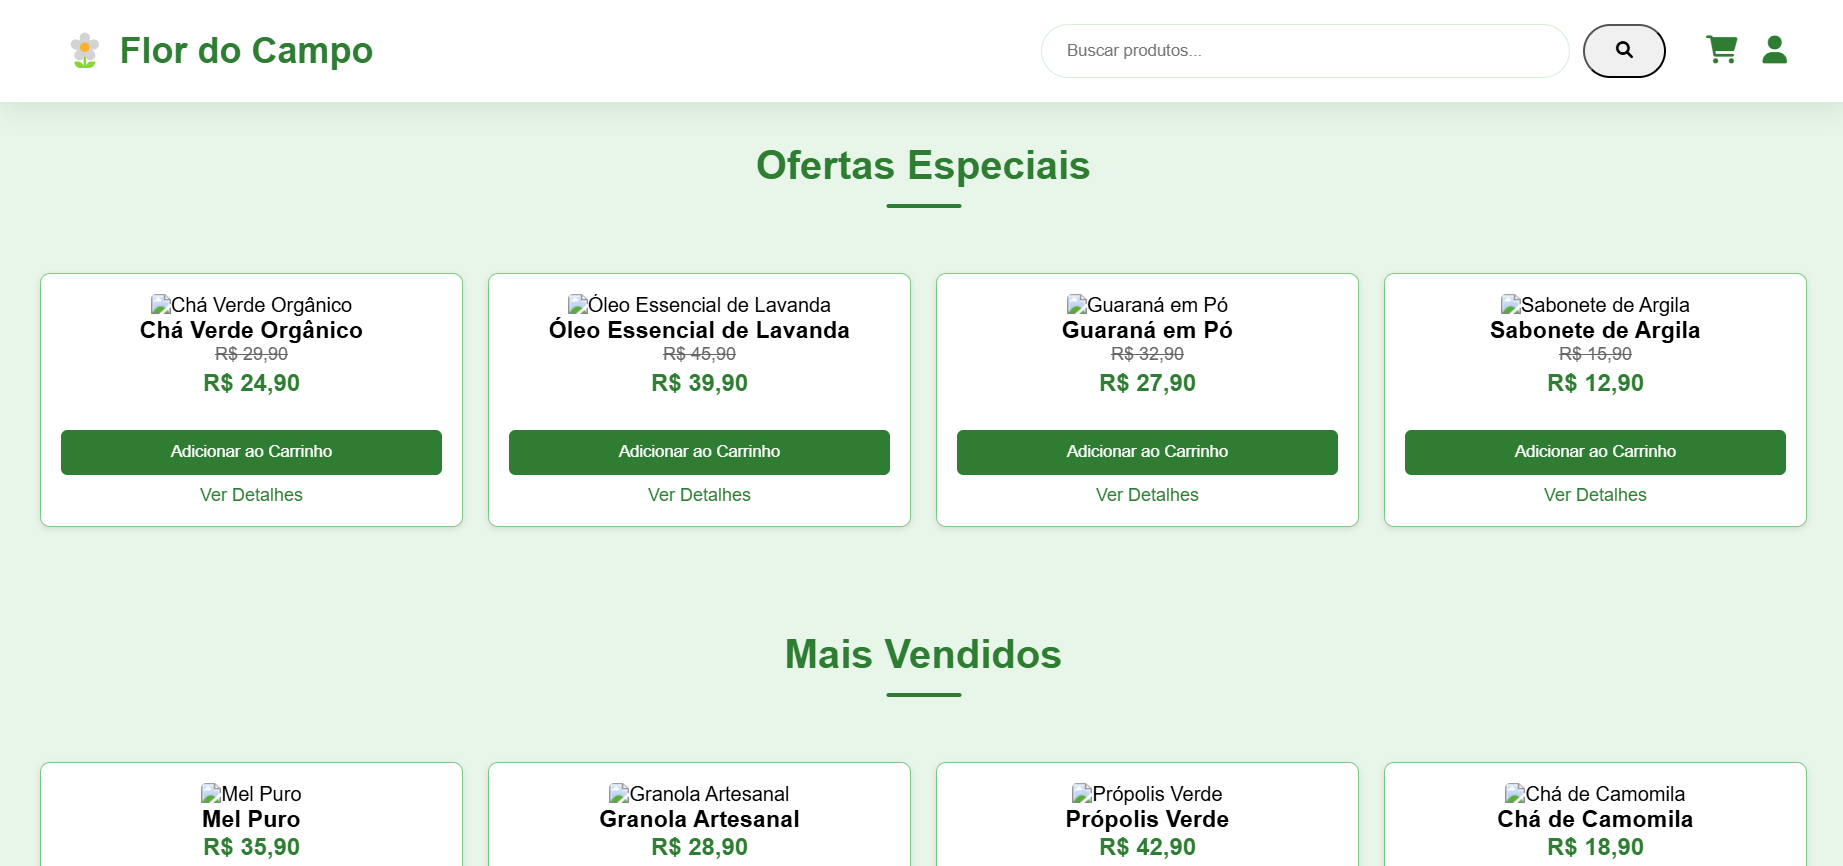 Flor do Campo
Buscar produtos...
Ofertas Especiais
Chá Verde Orgânico
Chá Verde Orgânico
R$ 29,90
R$ 24,90
Adicionar ao Carrinho
Ver Detalhes
Óleo Essencial de Lavanda
Óleo Essencial de Lavanda
R$ 45,90
R$ 39,90
Adicionar ao Carrinho
Ver Detalhes
Guaraná em Pó
Guaraná em Pó
R$ 32,90
R$ 27,90
Adicionar ao Carrinho
Ver Detalhes
Sabonete de Argila
Sabonete de Argila
R$ 15,90
R$ 12,90
Adicionar ao Carrinho
Ver Detalhes
Mais Vendidos
Mel Puro
Mel Puro
R$ 35,90
Granola Artesanal
Granola Artesanal
R$ 28,90
Própolis Verde
Própolis Verde
R$ 42,90
Chá de Camomila
Chá de Camomila
R$ 18,90